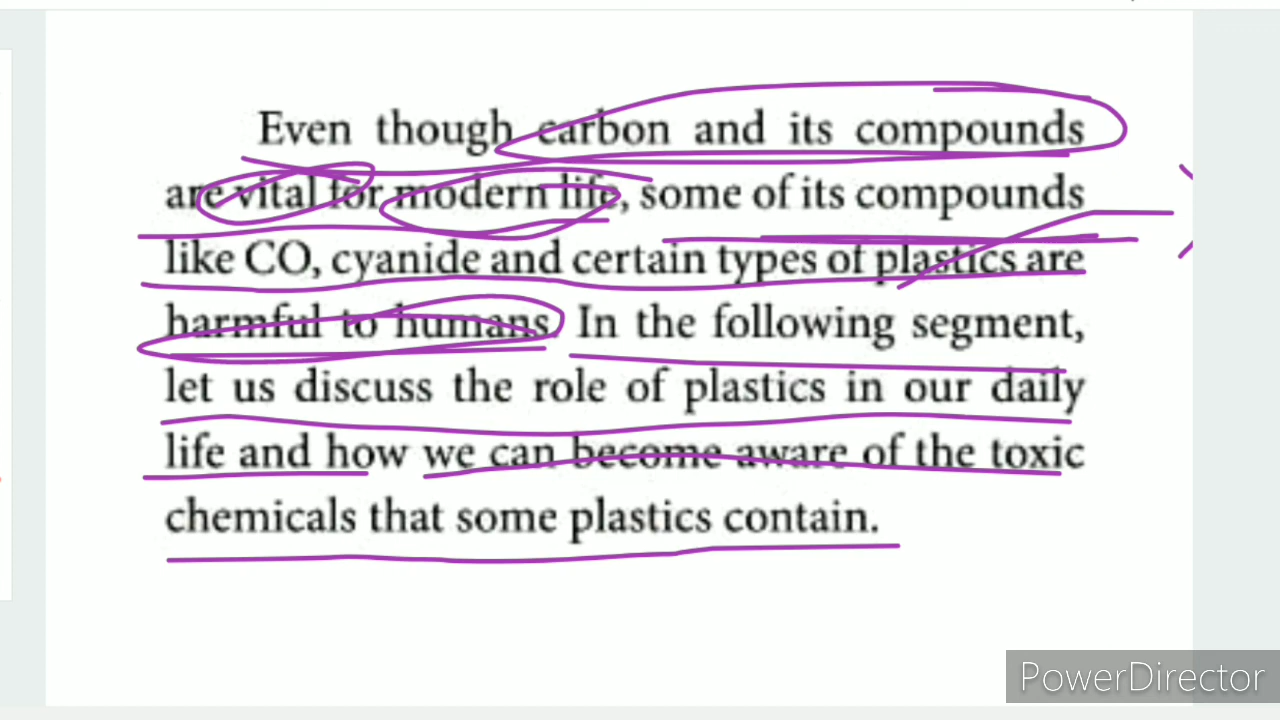 Even though carbon and its compounds
are vital for modern life, some of its compounds
like CO, cyanide and certain types of plastics are
harmful to humans. In the following segment,
let us discuss the role of plastics in our daily
life and how we can become aware of the toxic
chemicals that some plastics contain.
PowerDirector